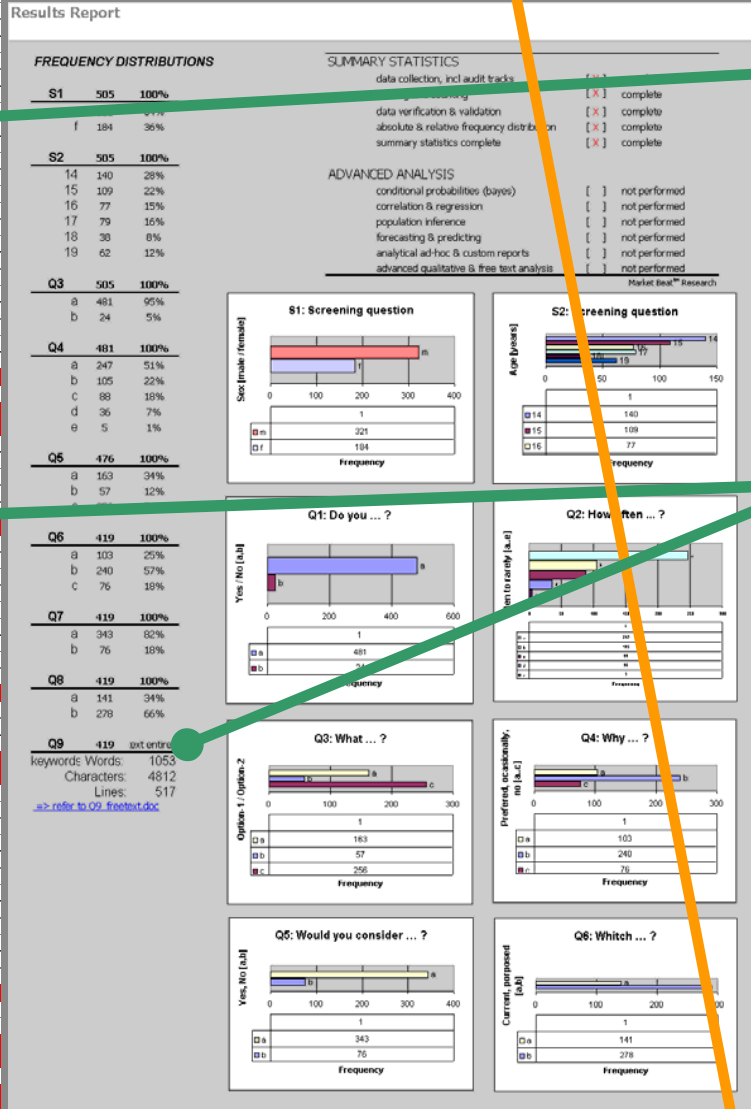 Results Report
FREQUENCY DISTRIBUTIONS
S1 505 100%
f 184 36%
S2 505 100%
14 140 28%
15 109 22%
16 77 15%
17 79 16%
18 38 8%
19 62 12%
Q3 505 100%
a 481 95%
b 24 5%
Q4 481 100%
a 247 51%
b 105 22%
c 88 18%
d 36 7%
e 5 1%
Q5 476 100%
a 163 34%
b 57 12%
Q6 419 100%
a 103 25%
b 240 57%
c 76 18%
Q7 419 100%
a 343 82%
b 76 18%
Q8 419 100%
a 141 34%
b 278 66%
Q9 419
keywords Words: 1053
Characters: 4812
Lines: 517
=> refer to Q9_freetext.doc
SUMMARY STATISTICS
data collection, incl audit tracks [X]
[X] complete
data verification & validation [X] complete
absolute & relative frequency distribution [X] complete
summary statistics complete [X] complete
ADVANCED ANALYSIS
conditional probabilities (bayes) [ ] not performed
correlation & regression [ ] not performed
population inference [ ] not performed
forecasting & predicting [ ] not performed
analytical ad-hoc & custom reports [ ] not performed
advanced qualitative & free text analysis [ ] not performed
Market Beat™ Research
S1: Screening question
Sex [male / female]
m
f
0 100 200 300 400
1
m 321
f 184
Frequency
S2: Screening question
Age [years]
14
15
17
19
0 50 100 150
1
14 140
15 109
16 77
Frequency
Q1: Do you ... ?
Yes / No [a,b]
a
b
0 200 400 600
1
a 481
b
Frequency
Q2: How often ... ?
to rarely [a..e]
1
Frequency
Q3: What ... ?
Option-1 / Option-2
a
b
c
0 100 200 300
1
a 163
b 57
c 256
Frequency
Q4: Why ... ?
Prefered, ocasionally,
no [a..c]
a
b
c
0 100 200 300
1
a 103
b 240
c 76
Frequency
Q5: Would you consider ... ?
Yes, No [a,b]
a
b
0 100 200 300 400
1
a 343
b 76
Frequency
Q6: Whitch ... ?
Current, porposed
[a,b]
a
0 100 200 300
1
a 141
b 278
Frequency